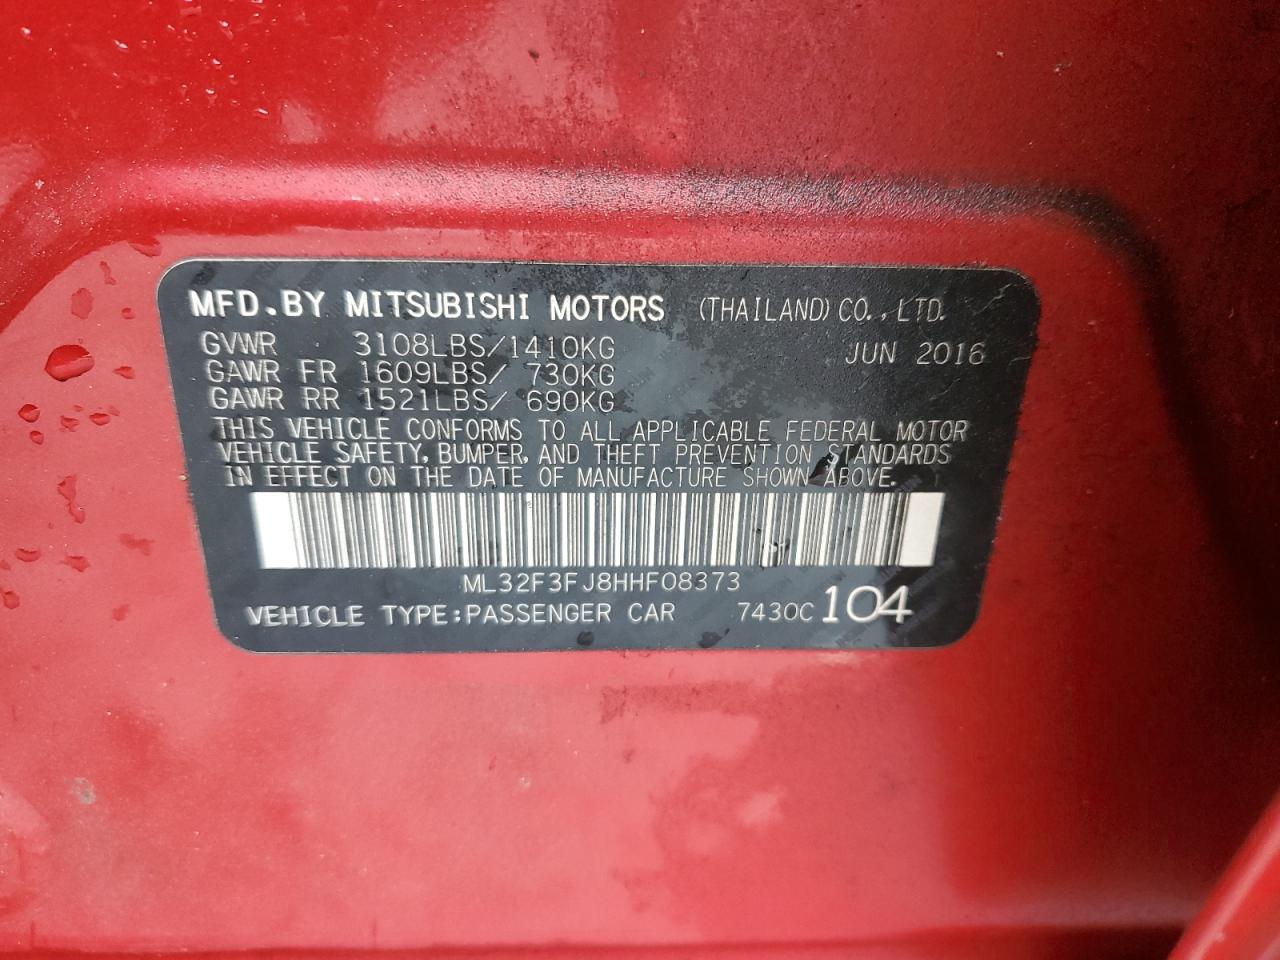 MFD.BY MITSUBISHI MOTORS (THAILAND) CO.,LTD.
GVWR 3108LBS/1410KG JUN 2016
GAWR FR 1609LBS/ 730KG
GAWR RR 1521LBS/ 690KG
THIS VEHICLE CONFORMS TO ALL APPLICABLE FEDERAL MOTOR
VEHICLE SAFETY, BUMPER, AND THEFT PREVENTION STANDARDS
IN EFFECT ON THE DATE OF MANUFACTURE SHOWN ABOVE.
ML32F3FJ8HHF08373
VEHICLE TYPE:PASSENGER CAR 7430C 104